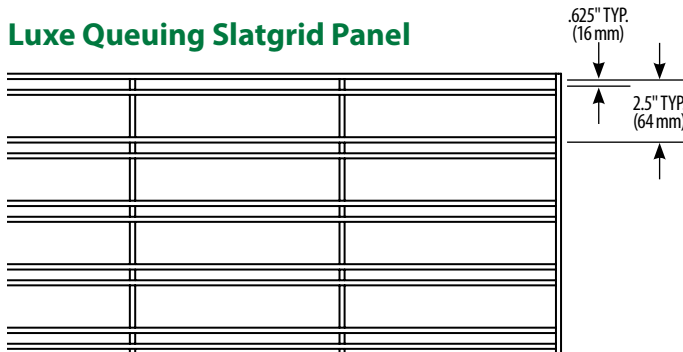 Luxe Queuing Slatgrid Panel
.625" TYP.
(16 mm)
2.5" TYP
(64 mm)